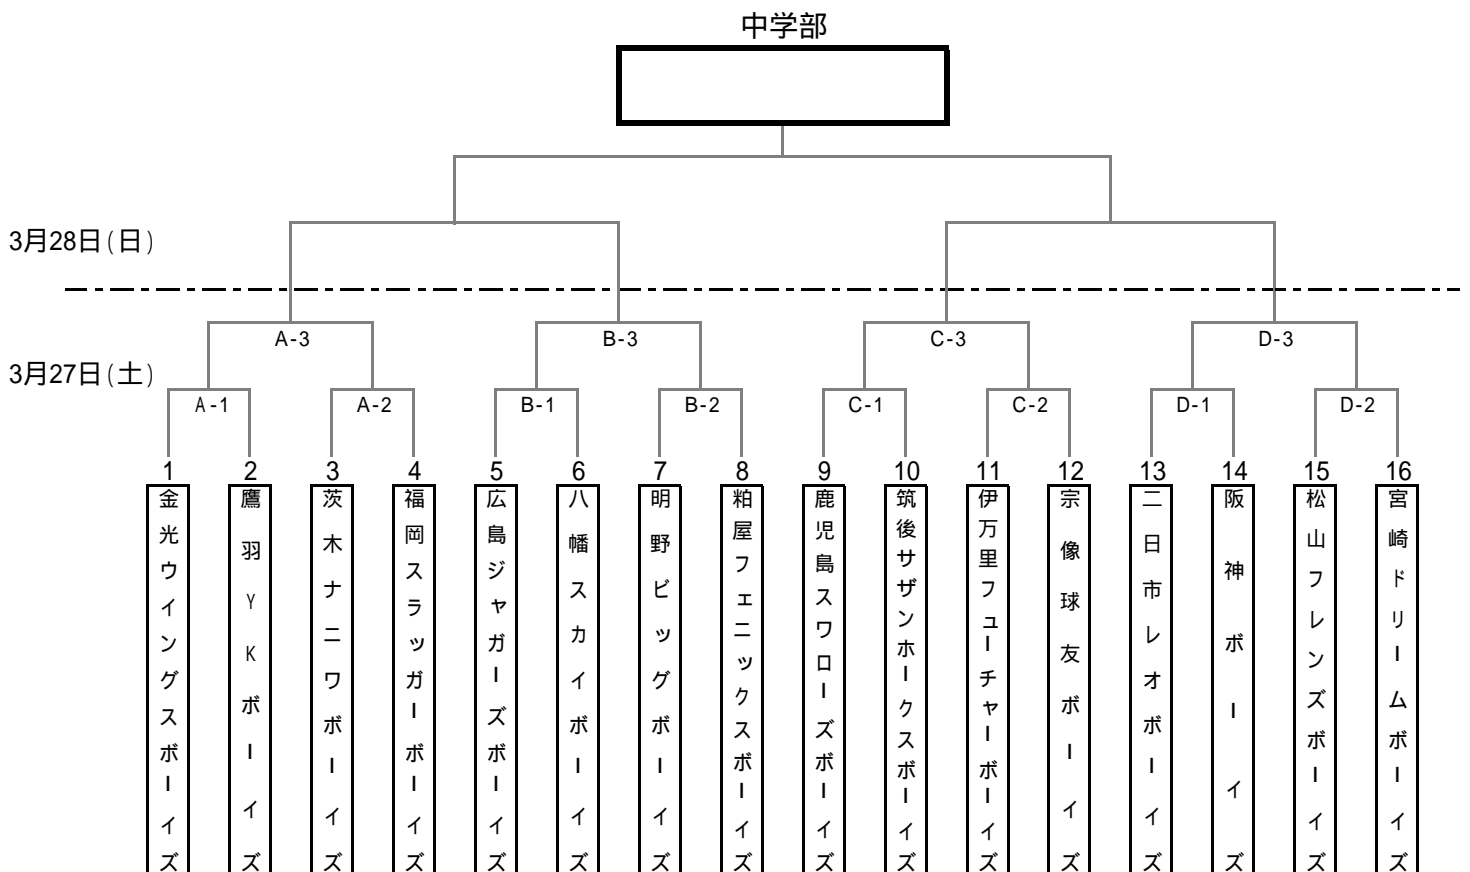 中学部
3月28日(日)
A-3
B-3
C-3
D-3
3月27日(土)
A-1
A-2
B-1
B-2
C-1
C-2
D-1
D-2
1
2
3
4
5
6
7
8
9
10
11
12
13
14
15
16
金光ウイングスボーイズ
鷹羽YKボーイズ
茨木ナニワボーイズ
福岡スラッガーボーイズ
広島ジャガーズボーイズ
八幡スカイボーイズ
明野ビッグボーイズ
粕屋フェニックスボーイズ
鹿児島スワローズボーイズ
筑後サザンホークスボーイズ
伊万里フューチャーボーイズ
宗像球友ボーイズ
二日市レオボーイズ
阪神ボーイズ
松山フレンズボーイズ
宮崎ドリームボーイズ